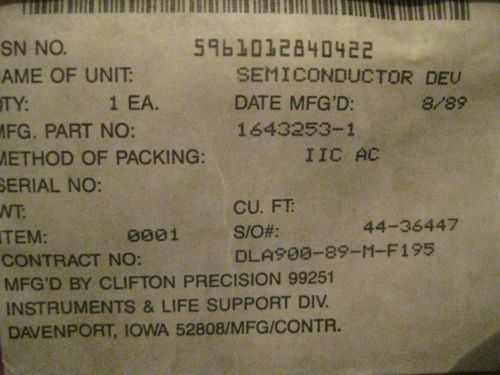 SN NO. 5961012840422
NAME OF UNIT: SEMICONDUCTOR DEV
QTY: 1 EA. DATE MFG'D: 8/89
MFG. PART NO: 1643253-1
METHOD OF PACKING: IIC AC
SERIAL NO:
WT: CU. FT:
ITEM: 0001 S/O#: 44-36447
CONTRACT NO: DLA900-89-M-F195
MFG'D BY CLIFTON PRECISION 99251
INSTRUMENTS & LIFE SUPPORT DIV.
DAVENPORT, IOWA 52808/MFG/CONTR.